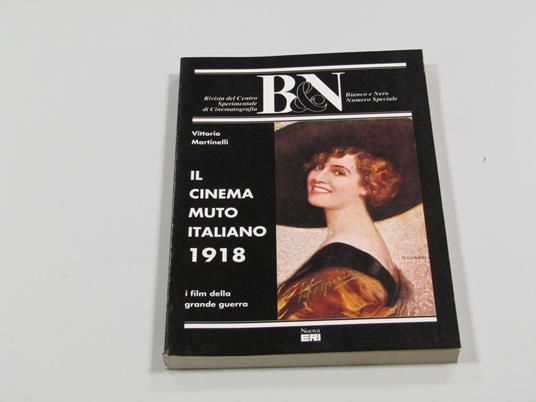 Rivista del Centro
Sperimentale
di Cinematografia
B&N
Bianco e Nero
Numero Speciale
Vittorio
Martinelli
IL
CINEMA
MUTO
ITALIANO
1918
i film della
grande guerra
Nuova
ERI